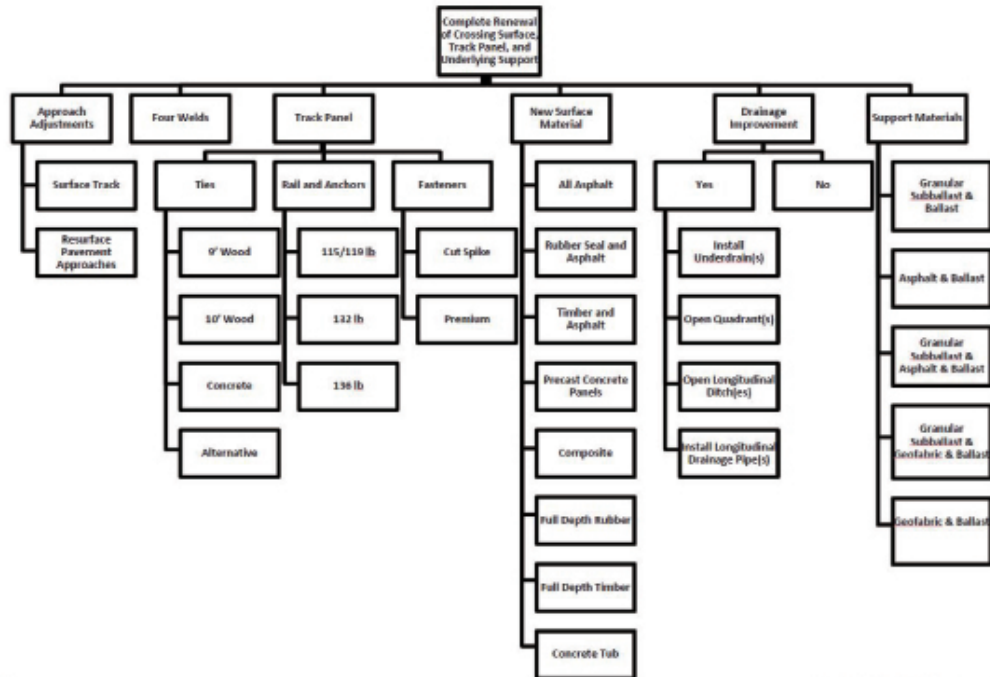 Complete Renewal
of Crossing Surface,
Track Panel, and
Underlying Support
Approach
Adjustments
Four Welds
Track Panel
New Surface
Material
Drainage
Improvement
Support Materials
Surface Track
Resurface
Pavement
Approaches
Ties
Rail and Anchors
Fasteners
9' Wood
10' Wood
Concrete
Alternative
115/119 lb
132 lb
136 lb
Cut Spike
Premium
All Asphalt
Rubber Seal and
Asphalt
Timber and
Asphalt
Precast Concrete
Panels
Composite
Full Depth Rubber
Full Depth Timber
Concrete Tub
Yes
No
Install
Underdrain(s)
Open Quadrant(s)
Open Longitudinal
Ditch(es)
Install Longitudinal
Drainage Pipe(s)
Granular
Subballast &
Ballast
Asphalt & Ballast
Granular
Subballast &
Asphalt & Ballast
Granular
Subballast &
Geofabric & Ballast
Geofabric & Ballast